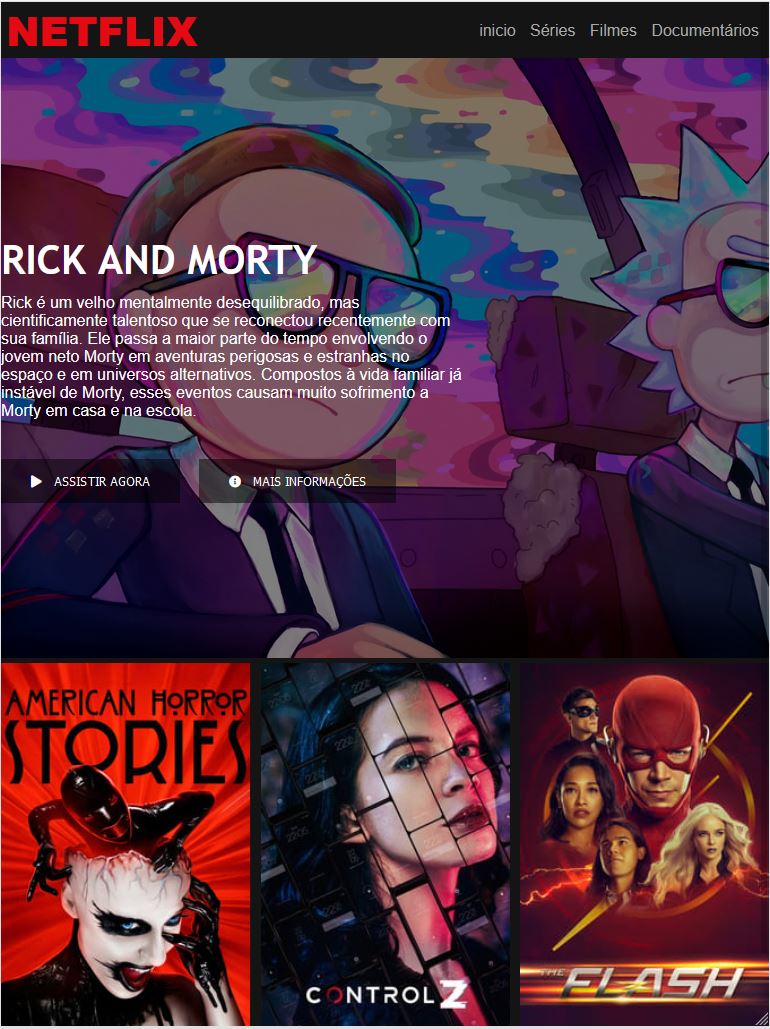 NETFLIX
inicio Séries Filmes Documentários
RICK AND MORTY
Rick é um velho mentalmente desequilibrado, mas
cientificamente talentoso que se reconectou recentemente com
sua família. Ele passa a maior parte do tempo envolvendo o
jovem neto Morty em aventuras perigosas e estranhas no
espaço e em universos alternativos. Compostos à vida familiar já
instável de Morty, esses eventos causam muito sofrimento a
Morty em casa e na escola.
ASSISTIR AGORA MAIS INFORMAÇÕES
AMERICAN HORROR
STORIES
CONTROL Z
THE FLASH